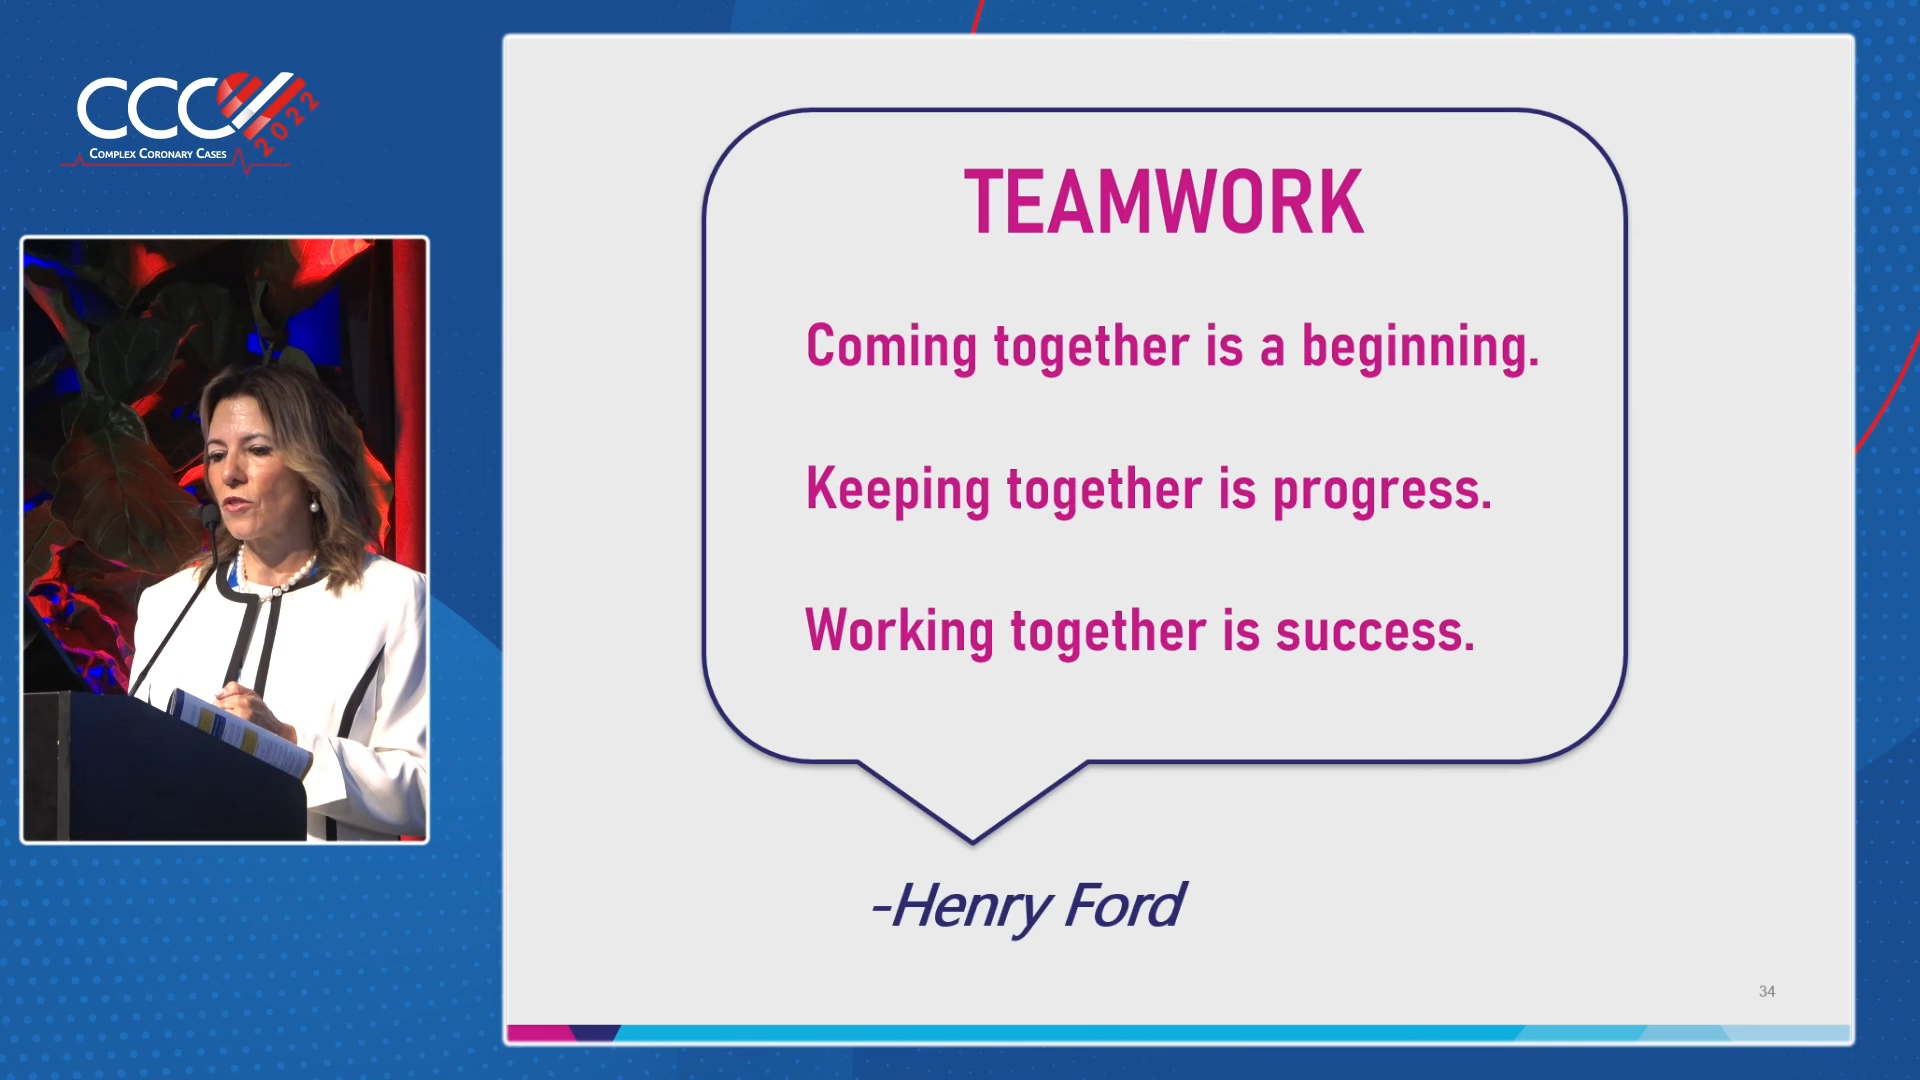 CCC
2022
COMPLEX CORONARY CASES
TEAMWORK
Coming together is a beginning.
Keeping together is progress.
Working together is success.
-Henry Ford
34